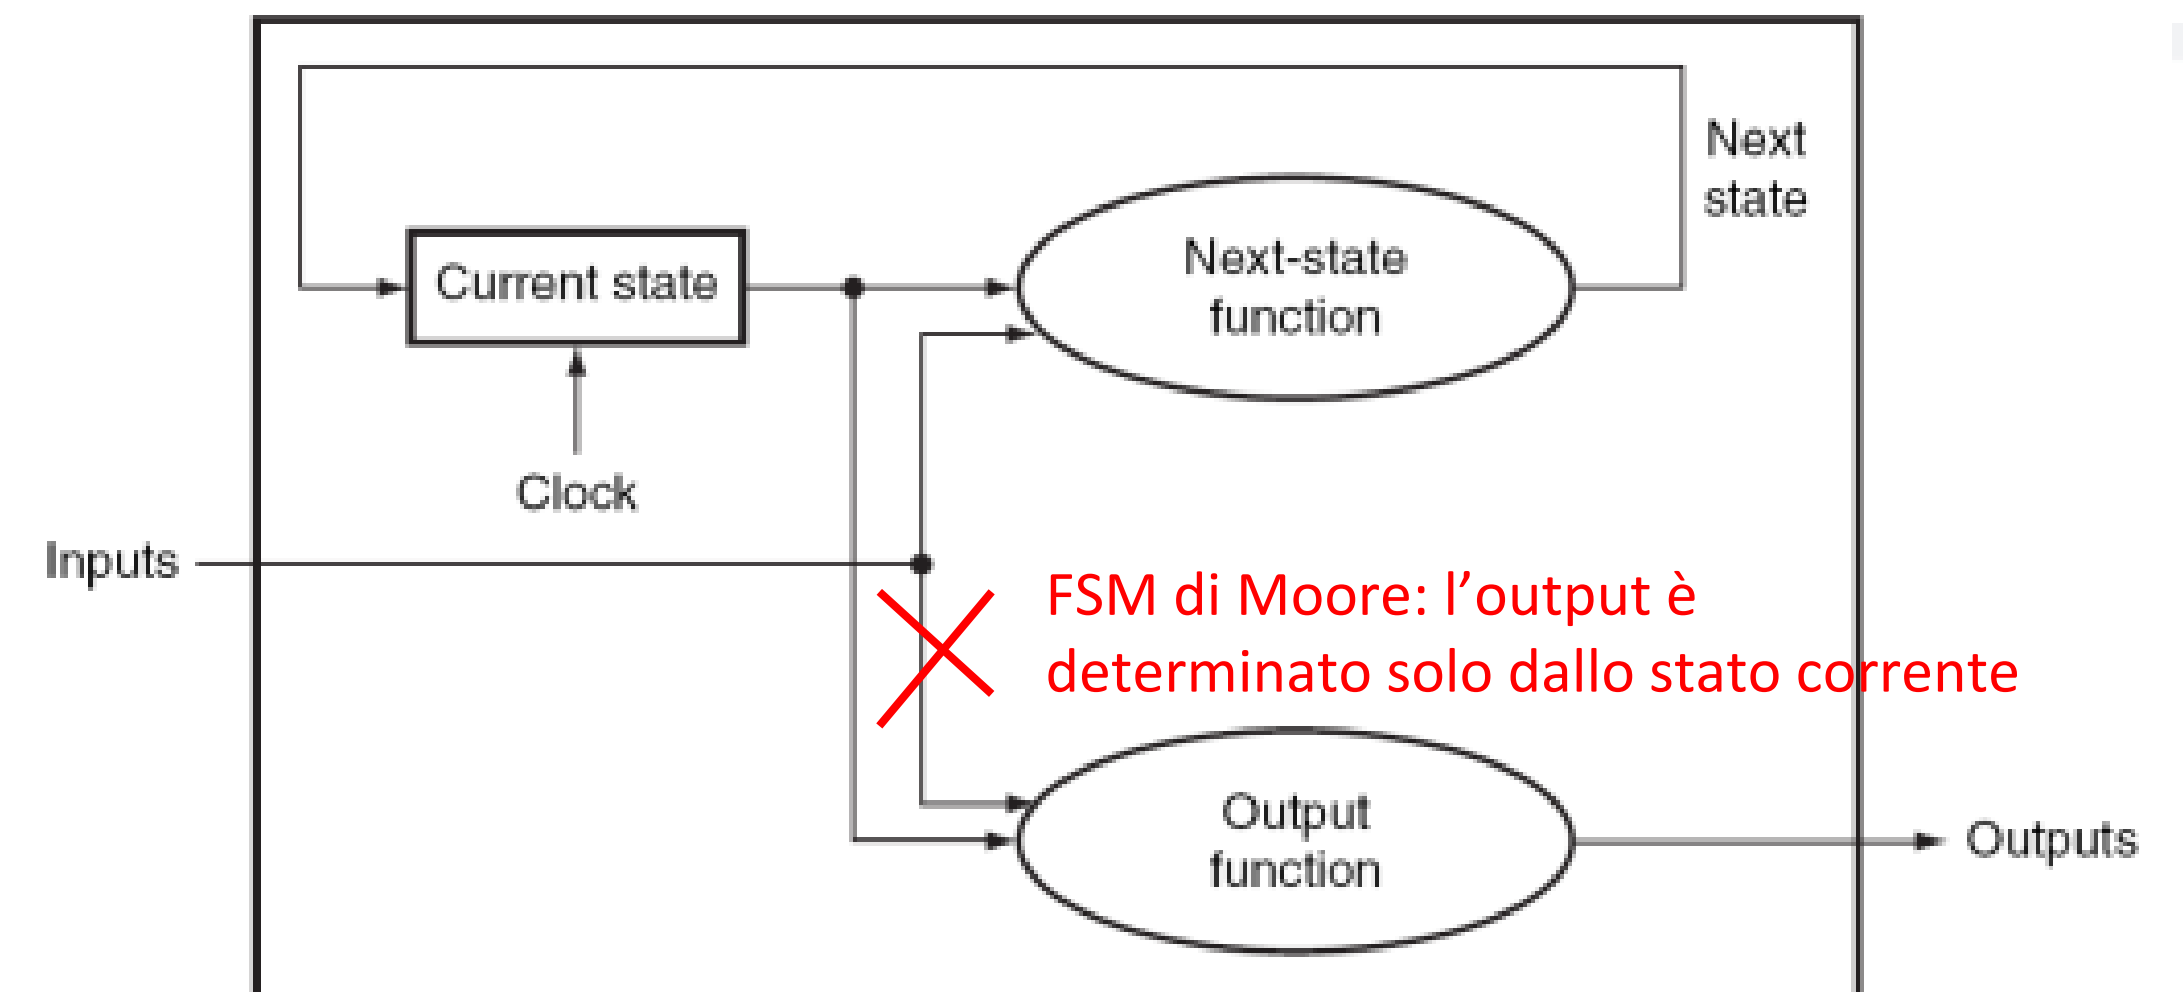 Next
state
Current state
Next-state
function
Clock
Inputs
FSM di Moore: l’output è
determinato solo dallo stato corrente
Output
function
Outputs